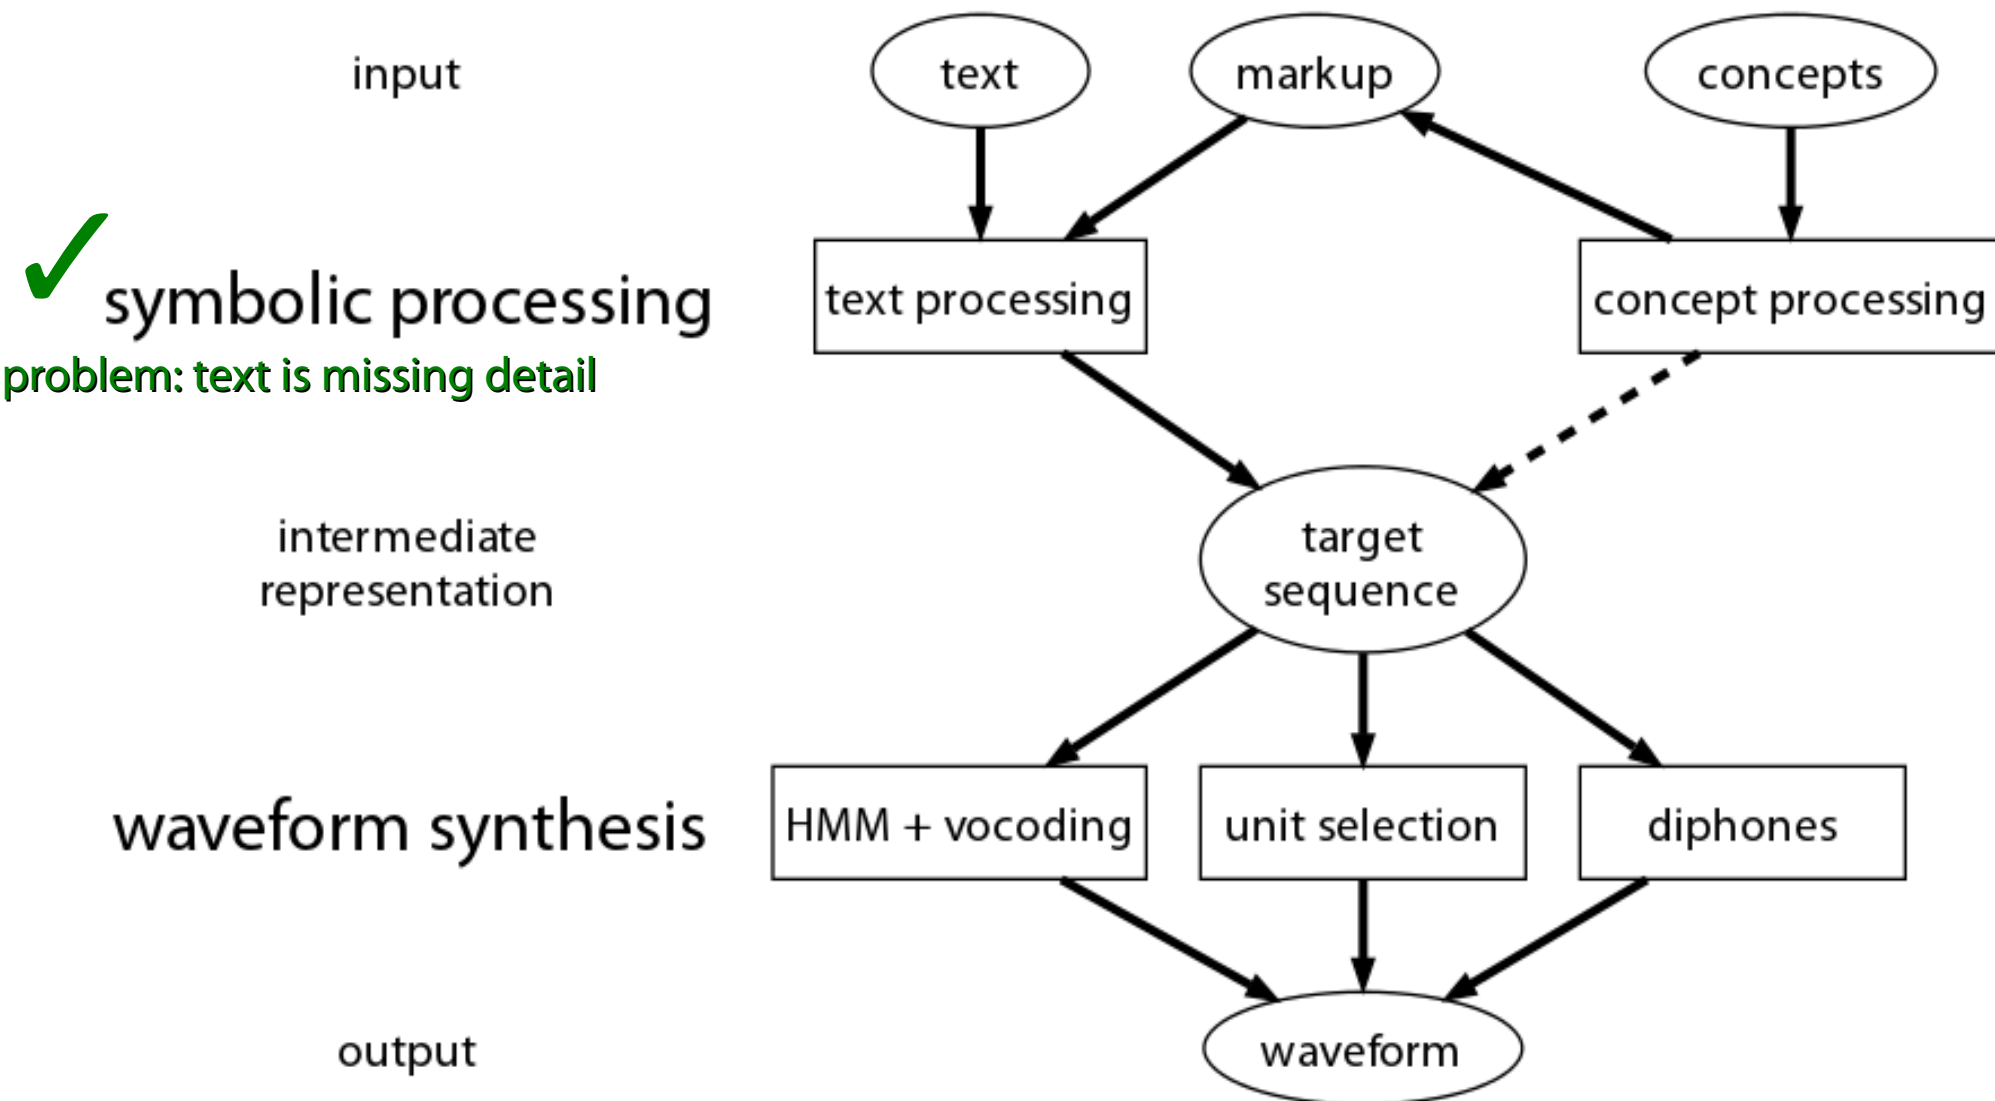 input
text
markup
concepts
✓
symbolic processing
text processing
concept processing
problem: text is missing detail
intermediate
representation
target
sequence
waveform synthesis
HMM + vocoding
unit selection
diphones
output
waveform